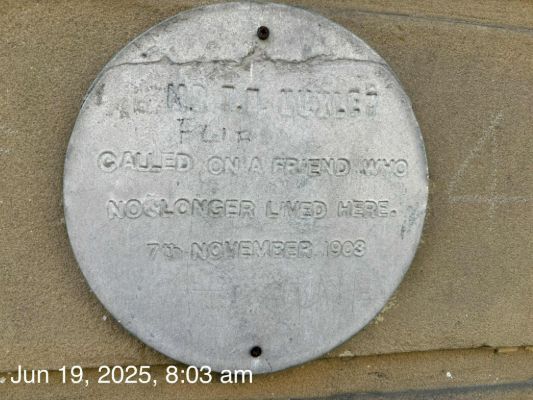 CALLED ON A FRIEND WHO
NO LONGER LIVED HERE.
7th NOVEMBER 1903
Jun 19, 2025, 8:03 am